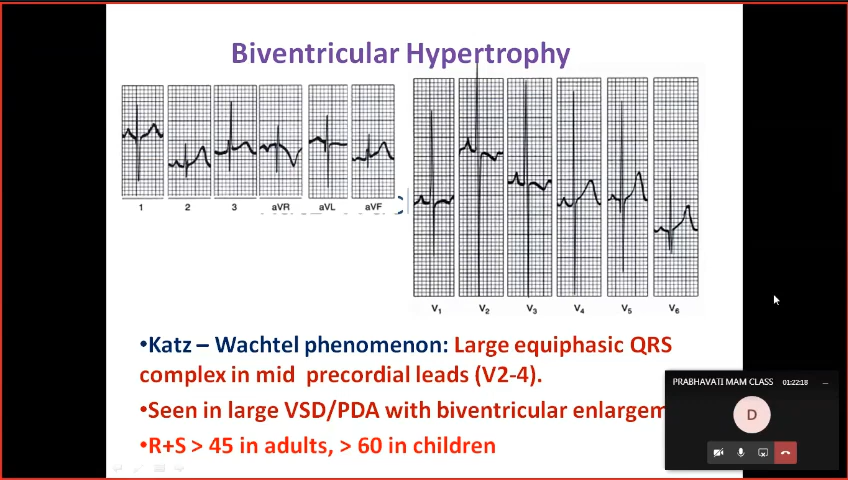 Biventricular Hypertrophy
1 2 3 aVR aVL aVF
V1 V2 V3 V4 V5 V6
•Katz – Wachtel phenomenon: Large equiphasic QRS
complex in mid precordial leads (V2-4).
•Seen in large VSD/PDA with biventricular enlargem
•R+S > 45 in adults, > 60 in children
PRABHAVATI MAM CLASS 01:22:18
D